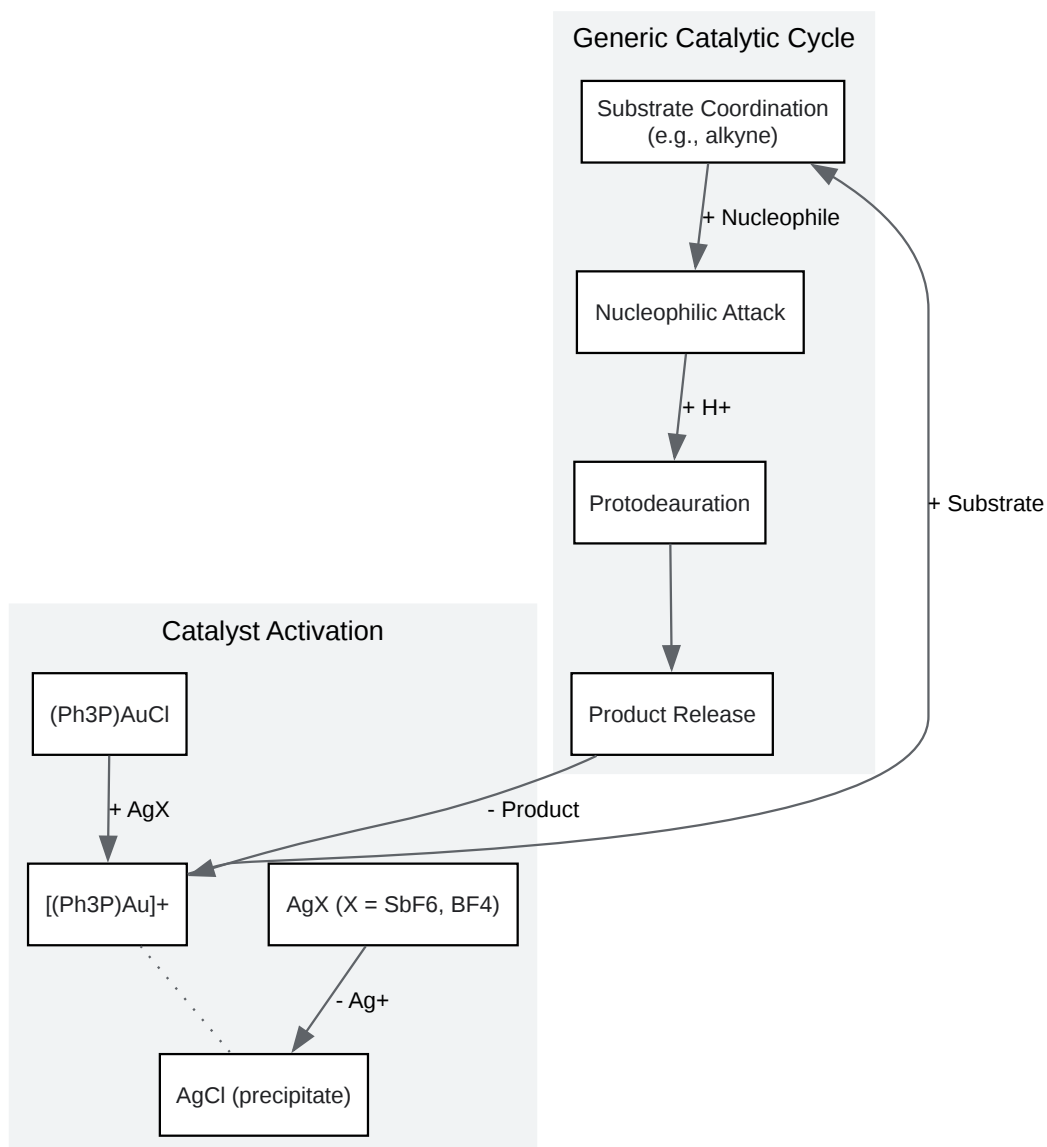 Generic Catalytic Cycle
Substrate Coordination
(e.g., alkyne)
+ Nucleophile
Nucleophilic Attack
+ H+
Protodeauration
+ Substrate
Product Release
- Product
Catalyst Activation
(Ph3P)AuCl
+ AgX
[(Ph3P)Au]+
AgX (X = SbF6, BF4)
- Ag+
AgCl (precipitate)